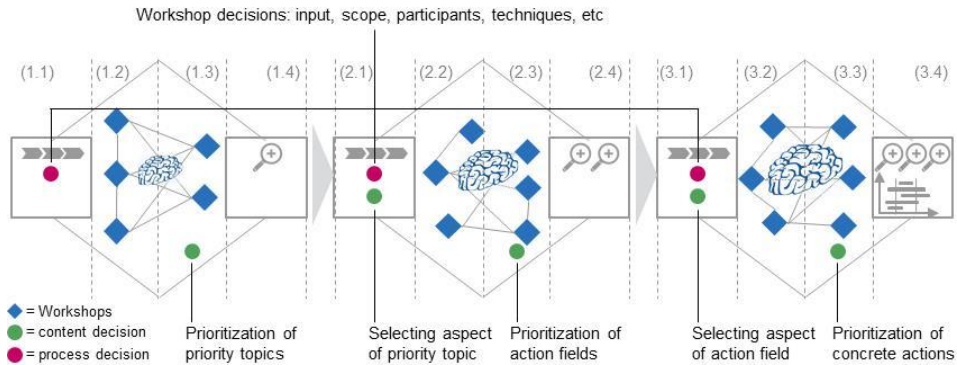 Workshop decisions: input, scope, participants, techniques, etc
(1.1) (1.2) (1.3) (1.4) (2.1) (2.2) (2.3) (2.4) (3.1) (3.2) (3.3) (3.4)
= Workshops
= content decision
= process decision
Prioritization of
priority topics
Selecting aspect
of priority topic
Prioritization of
action fields
Selecting aspect
of action field
Prioritization of
concrete actions